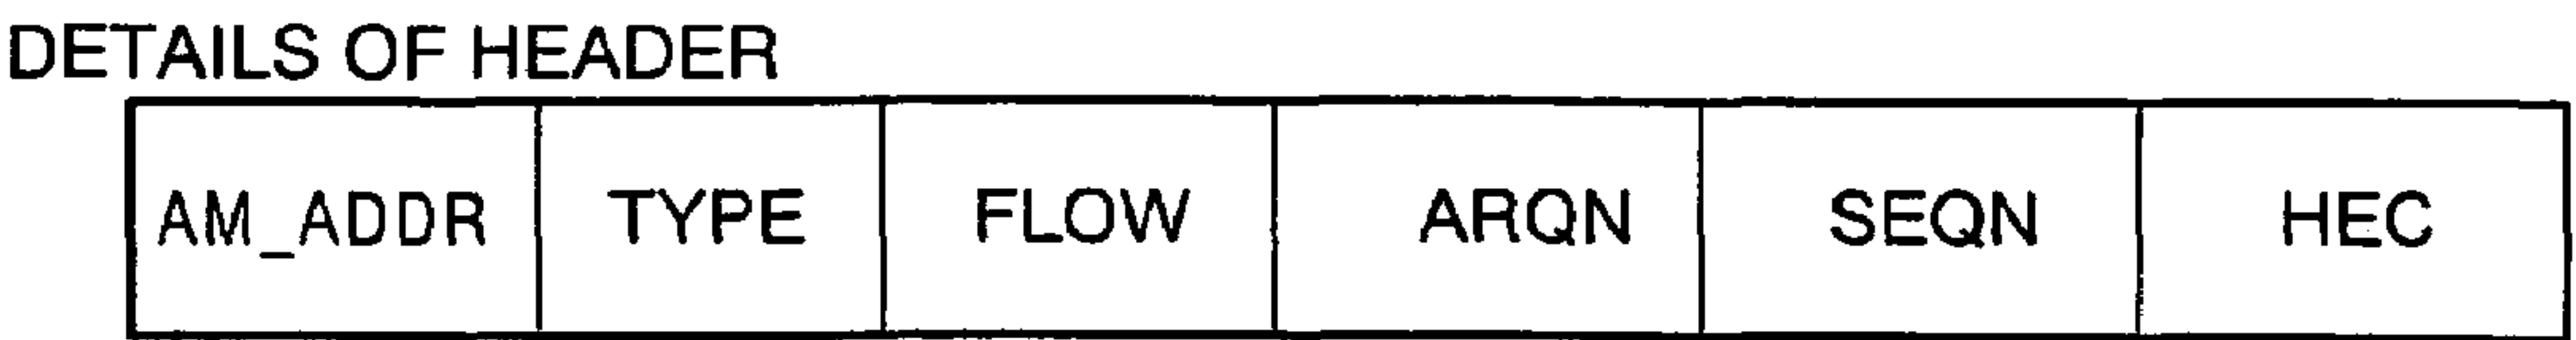 DETAILS OF HEADER
AM_ADDR TYPE FLOW ARQN SEQN HEC